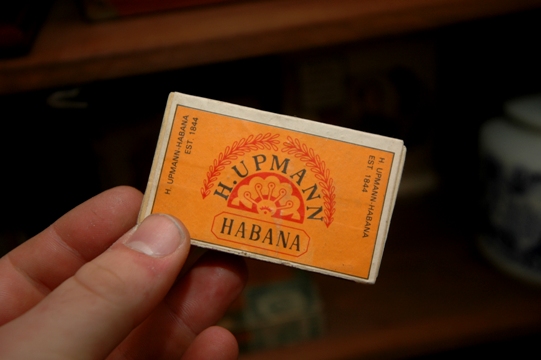 H. UPMANN-HABANA
EST 1844
H. UPMANN
HABANA
H. UPMANN-HABANA
EST. 1844